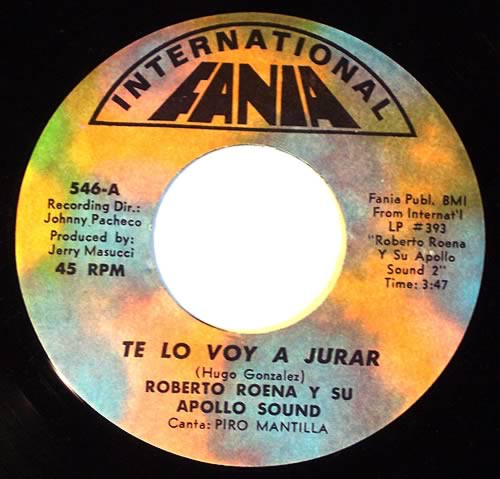 INTERNATIONAL
FANIA
546-A
Recording Dir.:
Johnny Pacheco
Produced by:
Jerry Masucci
45 RPM
Fania Publ. BMI
From Internat'l
LP #393
"Roberto Roena
Y Su Apollo
Sound 2"
Time: 3:47
TE LO VOY A JURAR
(Hugo Gonzalez)
ROBERTO ROENA Y SU
APOLLO SOUND
Canta: PIRO MANTILLA